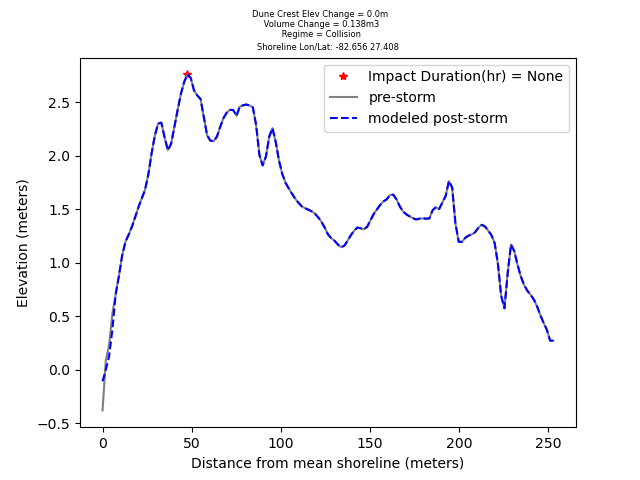 Dune Crest Elev Change = 0.0m
Volume Change = 0.138m3
Regime = Collision
Shoreline Lon/Lat: -82.656 27.408
Impact Duration(hr) = None
pre-storm
modeled post-storm
Elevation (meters)
2.5
2.0
1.5
1.0
0.5
0.0
−0.5
0
50
100
150
200
250
Distance from mean shoreline (meters)